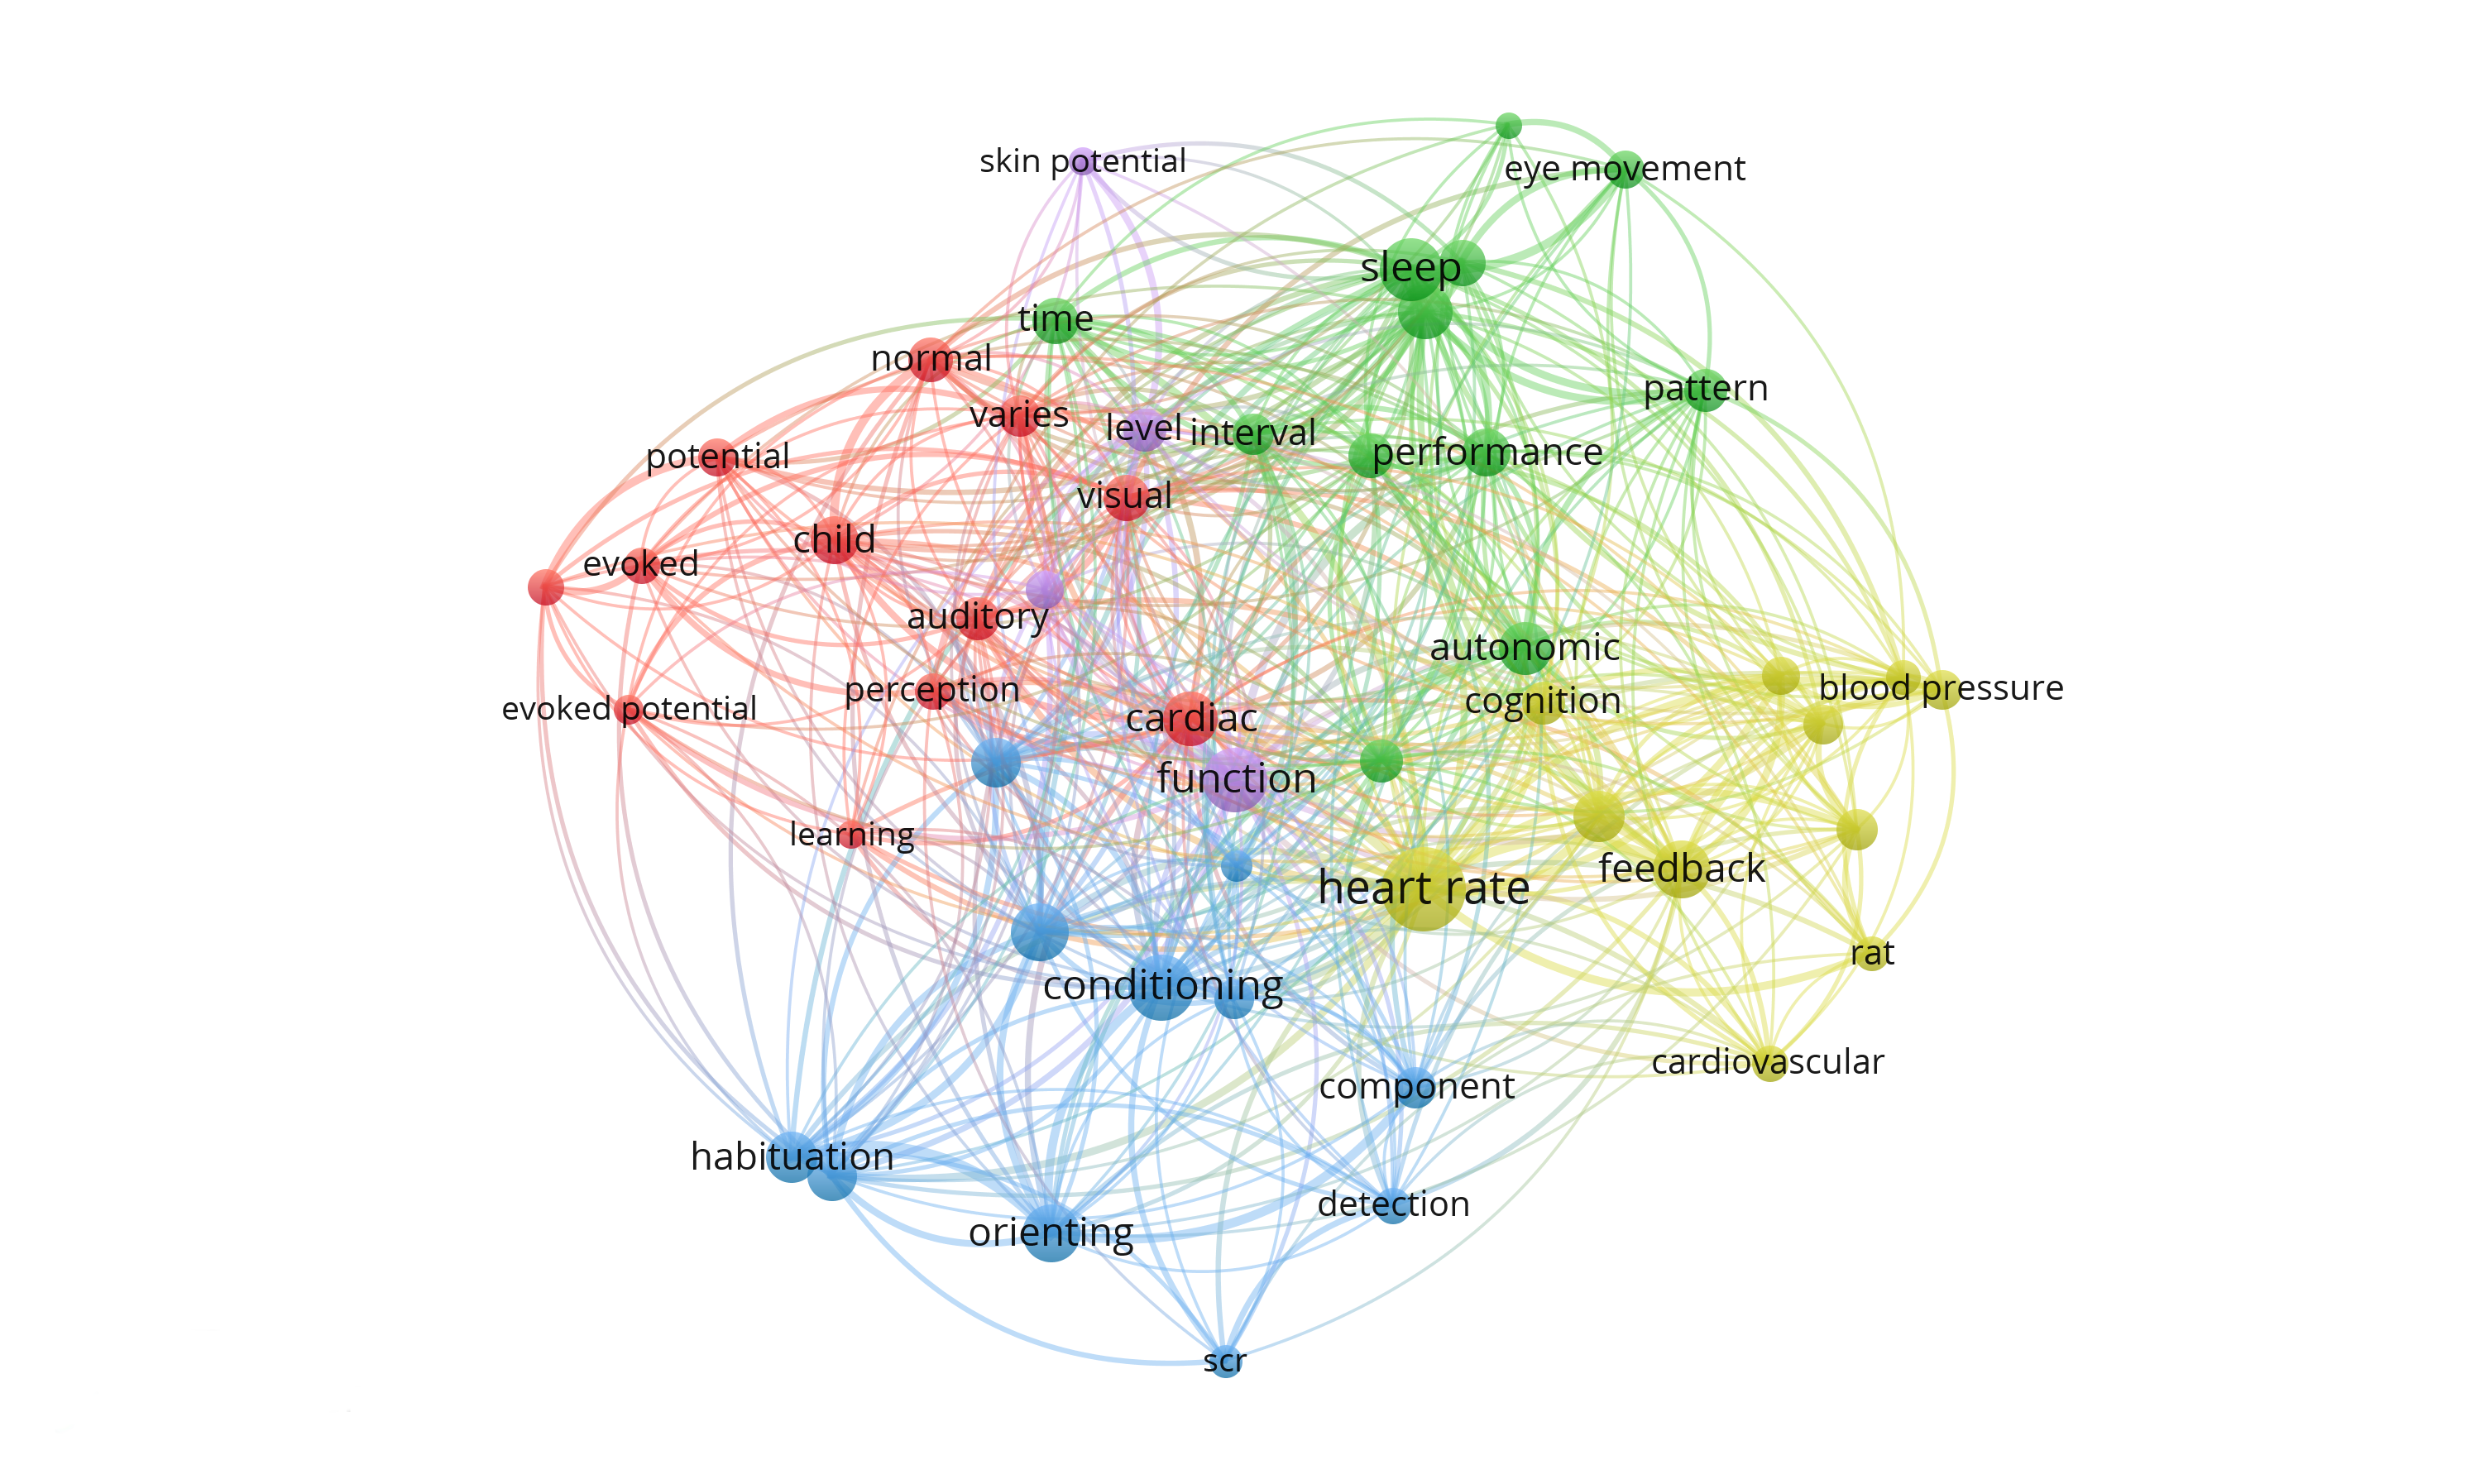 skin potential
eye movement
sleep
time
normal
pattern
varies
level
interval
performance
potential
visual
child
evoked
auditory
autonomic
perception
cognition
blood pressure
evoked potential
cardiac
function
learning
feedback
heart rate
rat
conditioning
cardiovascular
component
habituation
detection
orienting
scr